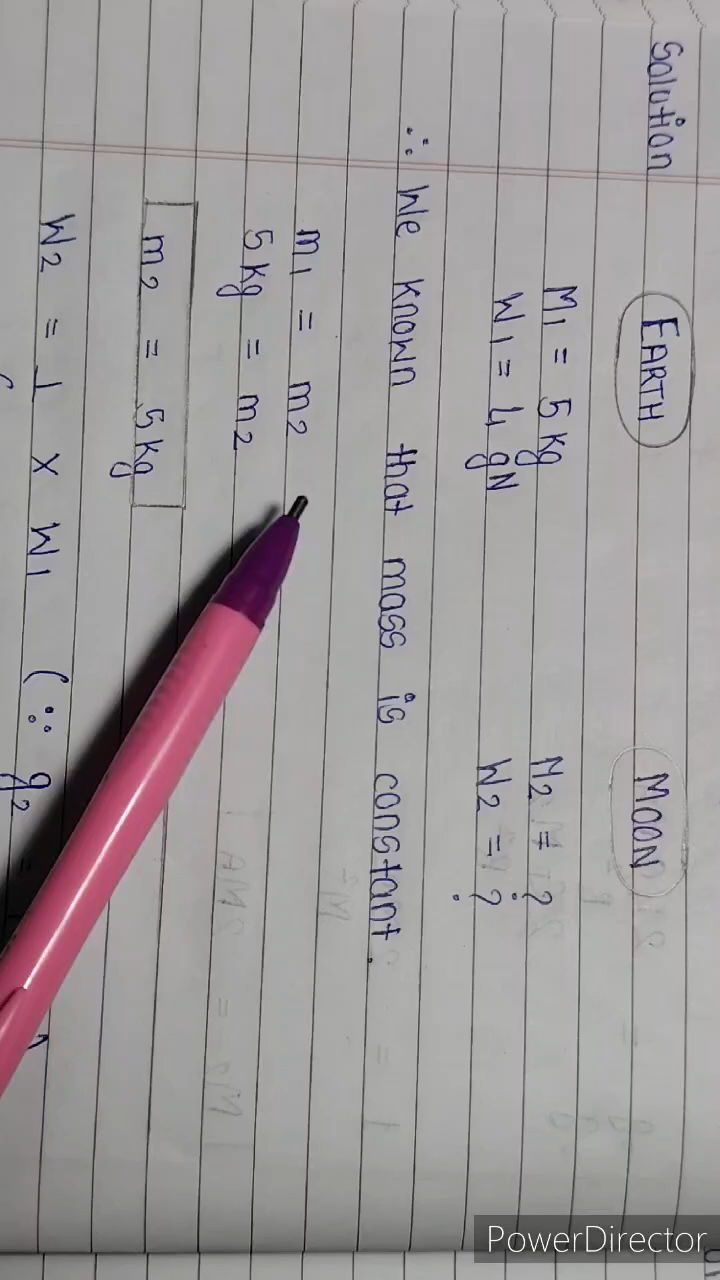 Solution
EARTH MOON
M1 = 5 kg M2 = ?
W1 = 49N W2 = ?
∴ We known that mass is constant.
m1 = m2
5 kg = m2
m2 = 5 kg
W2 = 1 × W1 (∵ g2 =
PowerDirector